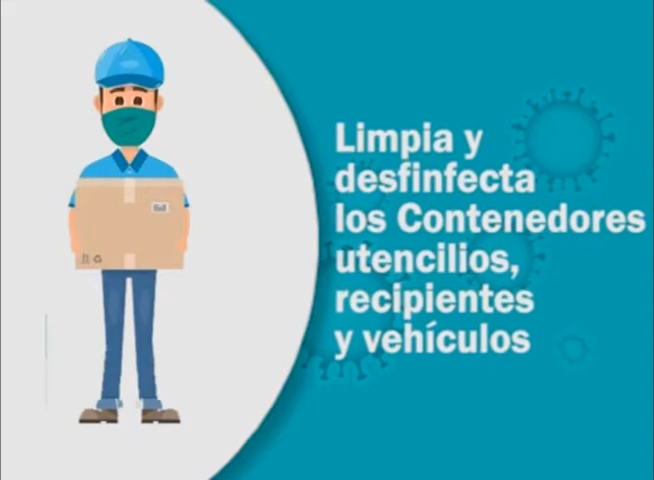 Limpia y
desfinfecta
los Contenedores
utencilios,
recipientes
y vehículos